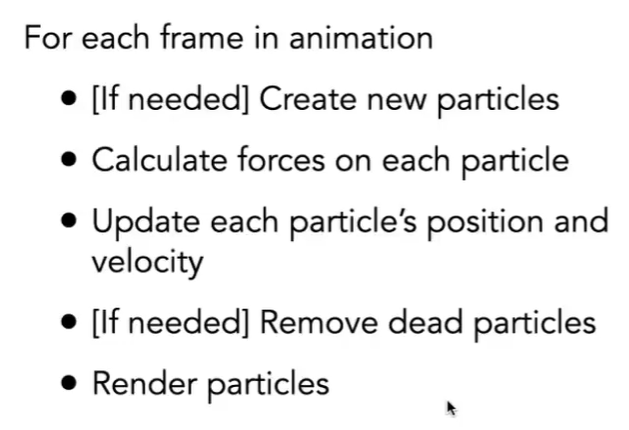 For each frame in animation
• [If needed] Create new particles
• Calculate forces on each particle
• Update each particle’s position and
velocity
• [If needed] Remove dead particles
• Render particles